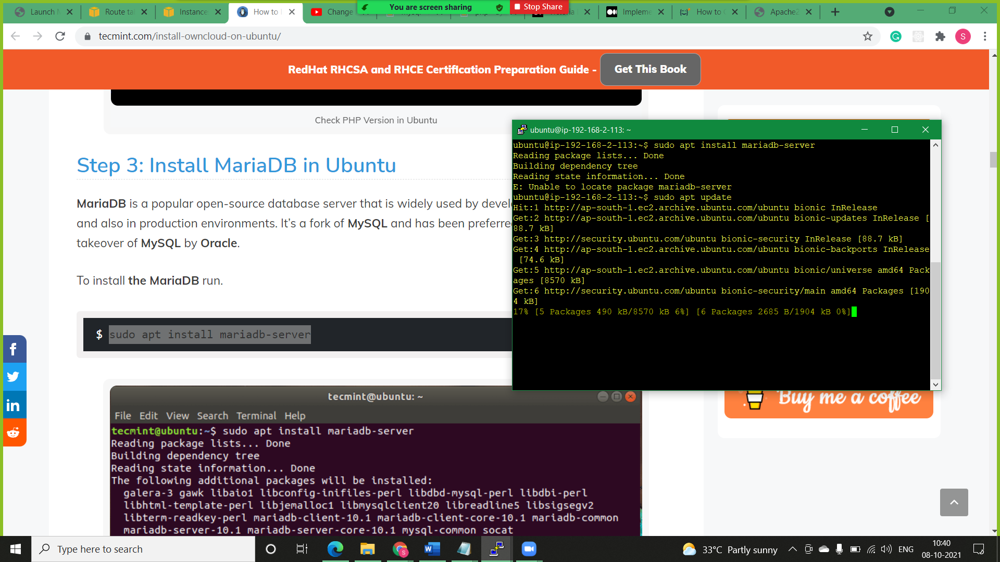 Launch
Route ta
Instance
How to
Change
You are screen sharing
Stop Share
Impleme
How to
Apache2
tecmint.com/install-owncloud-on-ubuntu/
G
S
RedHat RHCSA and RHCE Certification Preparation Guide -
Get This Book
Check PHP Version in Ubuntu
Step 3: Install MariaDB in Ubuntu
MariaDB is a popular open-source database server that is widely used by devel
and also in production environments. It's a fork of MySQL and has been preferre
takeover of MySQL by Oracle.
To install the MariaDB run.
$ sudo apt install mariadb-server
tecmint@ubuntu: ~
File Edit View Search Terminal Help
tecmint@ubuntu:~$ sudo apt install mariadb-server
Reading package lists... Done
Building dependency tree
Reading state information... Done
The following additional packages will be installed:
galera-3 gawk libaio1 libconfig-inifiles-perl libdbd-mysql-perl libdbi-perl
libhtml-template-perl libjemalloc1 libmysqlclient20 libreadline5 libsigsegv2
libterm-readkey-perl mariadb-client-10.1 mariadb-client-core-10.1 mariadb-common
mariadb-server-10.1 mariadb-server-core-10.1 mysql-common socat
ubuntu@ip-192-168-2-113: ~
ubuntu@ip-192-168-2-113:~$ sudo apt install mariadb-server
Reading package lists... Done
Building dependency tree
Reading state information... Done
E: Unable to locate package mariadb-server
ubuntu@ip-192-168-2-113:~$ sudo apt update
Hit:1 http://ap-south-1.ec2.archive.ubuntu.com/ubuntu bionic InRelease
Get:2 http://ap-south-1.ec2.archive.ubuntu.com/ubuntu bionic-updates InRelease [
88.7 kB]
Get:3 http://security.ubuntu.com/ubuntu bionic-security InRelease [88.7 kB]
Get:4 http://ap-south-1.ec2.archive.ubuntu.com/ubuntu bionic-backports InRelease
[74.6 kB]
Get:5 http://ap-south-1.ec2.archive.ubuntu.com/ubuntu bionic/universe amd64 Pack
ages [8570 kB]
Get:6 http://security.ubuntu.com/ubuntu bionic-security/main amd64 Packages [190
4 kB]
17% [5 Packages 490 kB/8570 kB 6%] [6 Packages 2685 B/1904 kB 0%]
Buy me a coffee
Type here to search
33°C Partly sunny
ENG
10:40
08-10-2021